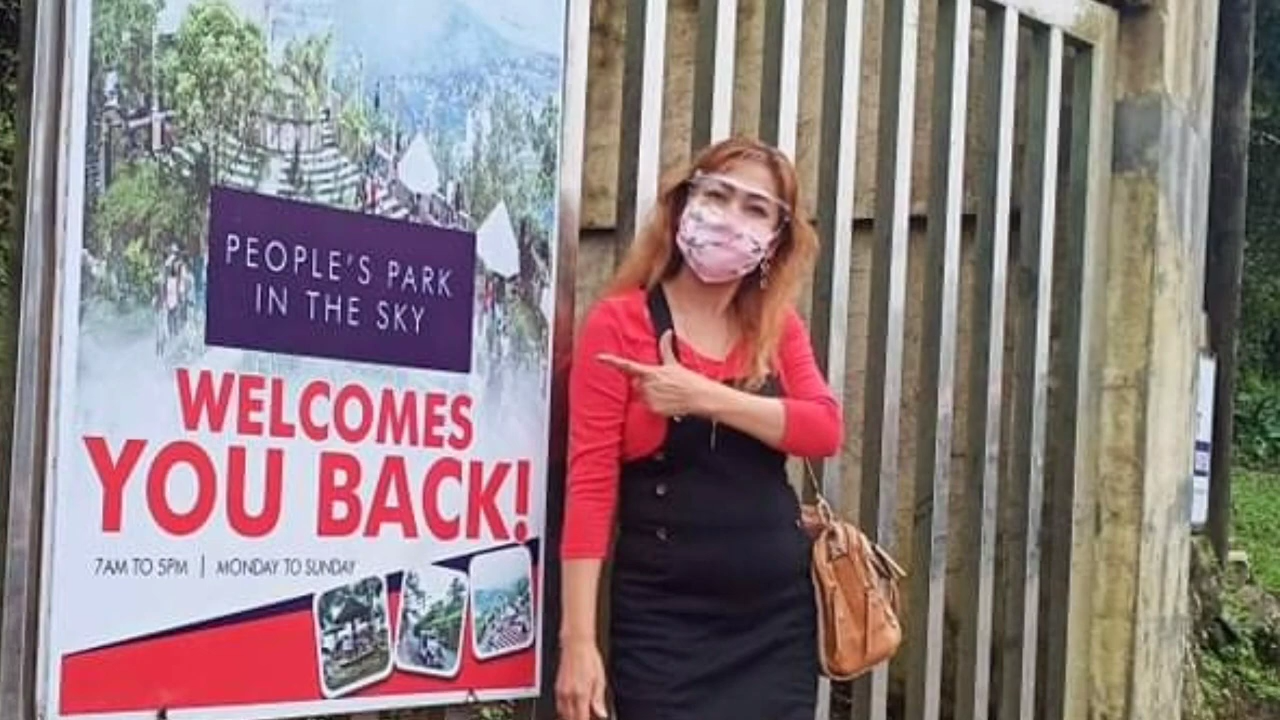 PEOPLE'S PARK
IN THE SKY
WELCOMES
YOU BACK!
7AM TO 5PM | MONDAY TO SUNDAY